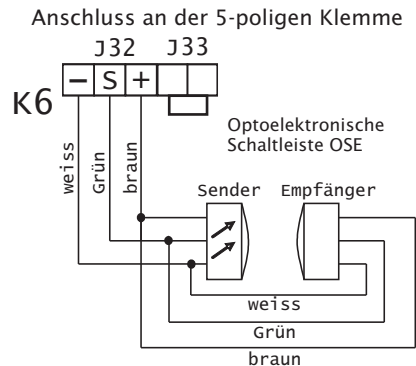 Anschluss an der 5-poligen Klemme
J32 J33
− S +
K6
weiss
Grün
braun
Optoelektronische
Schaltleiste OSE
Sender Empfänger
weiss
Grün
braun